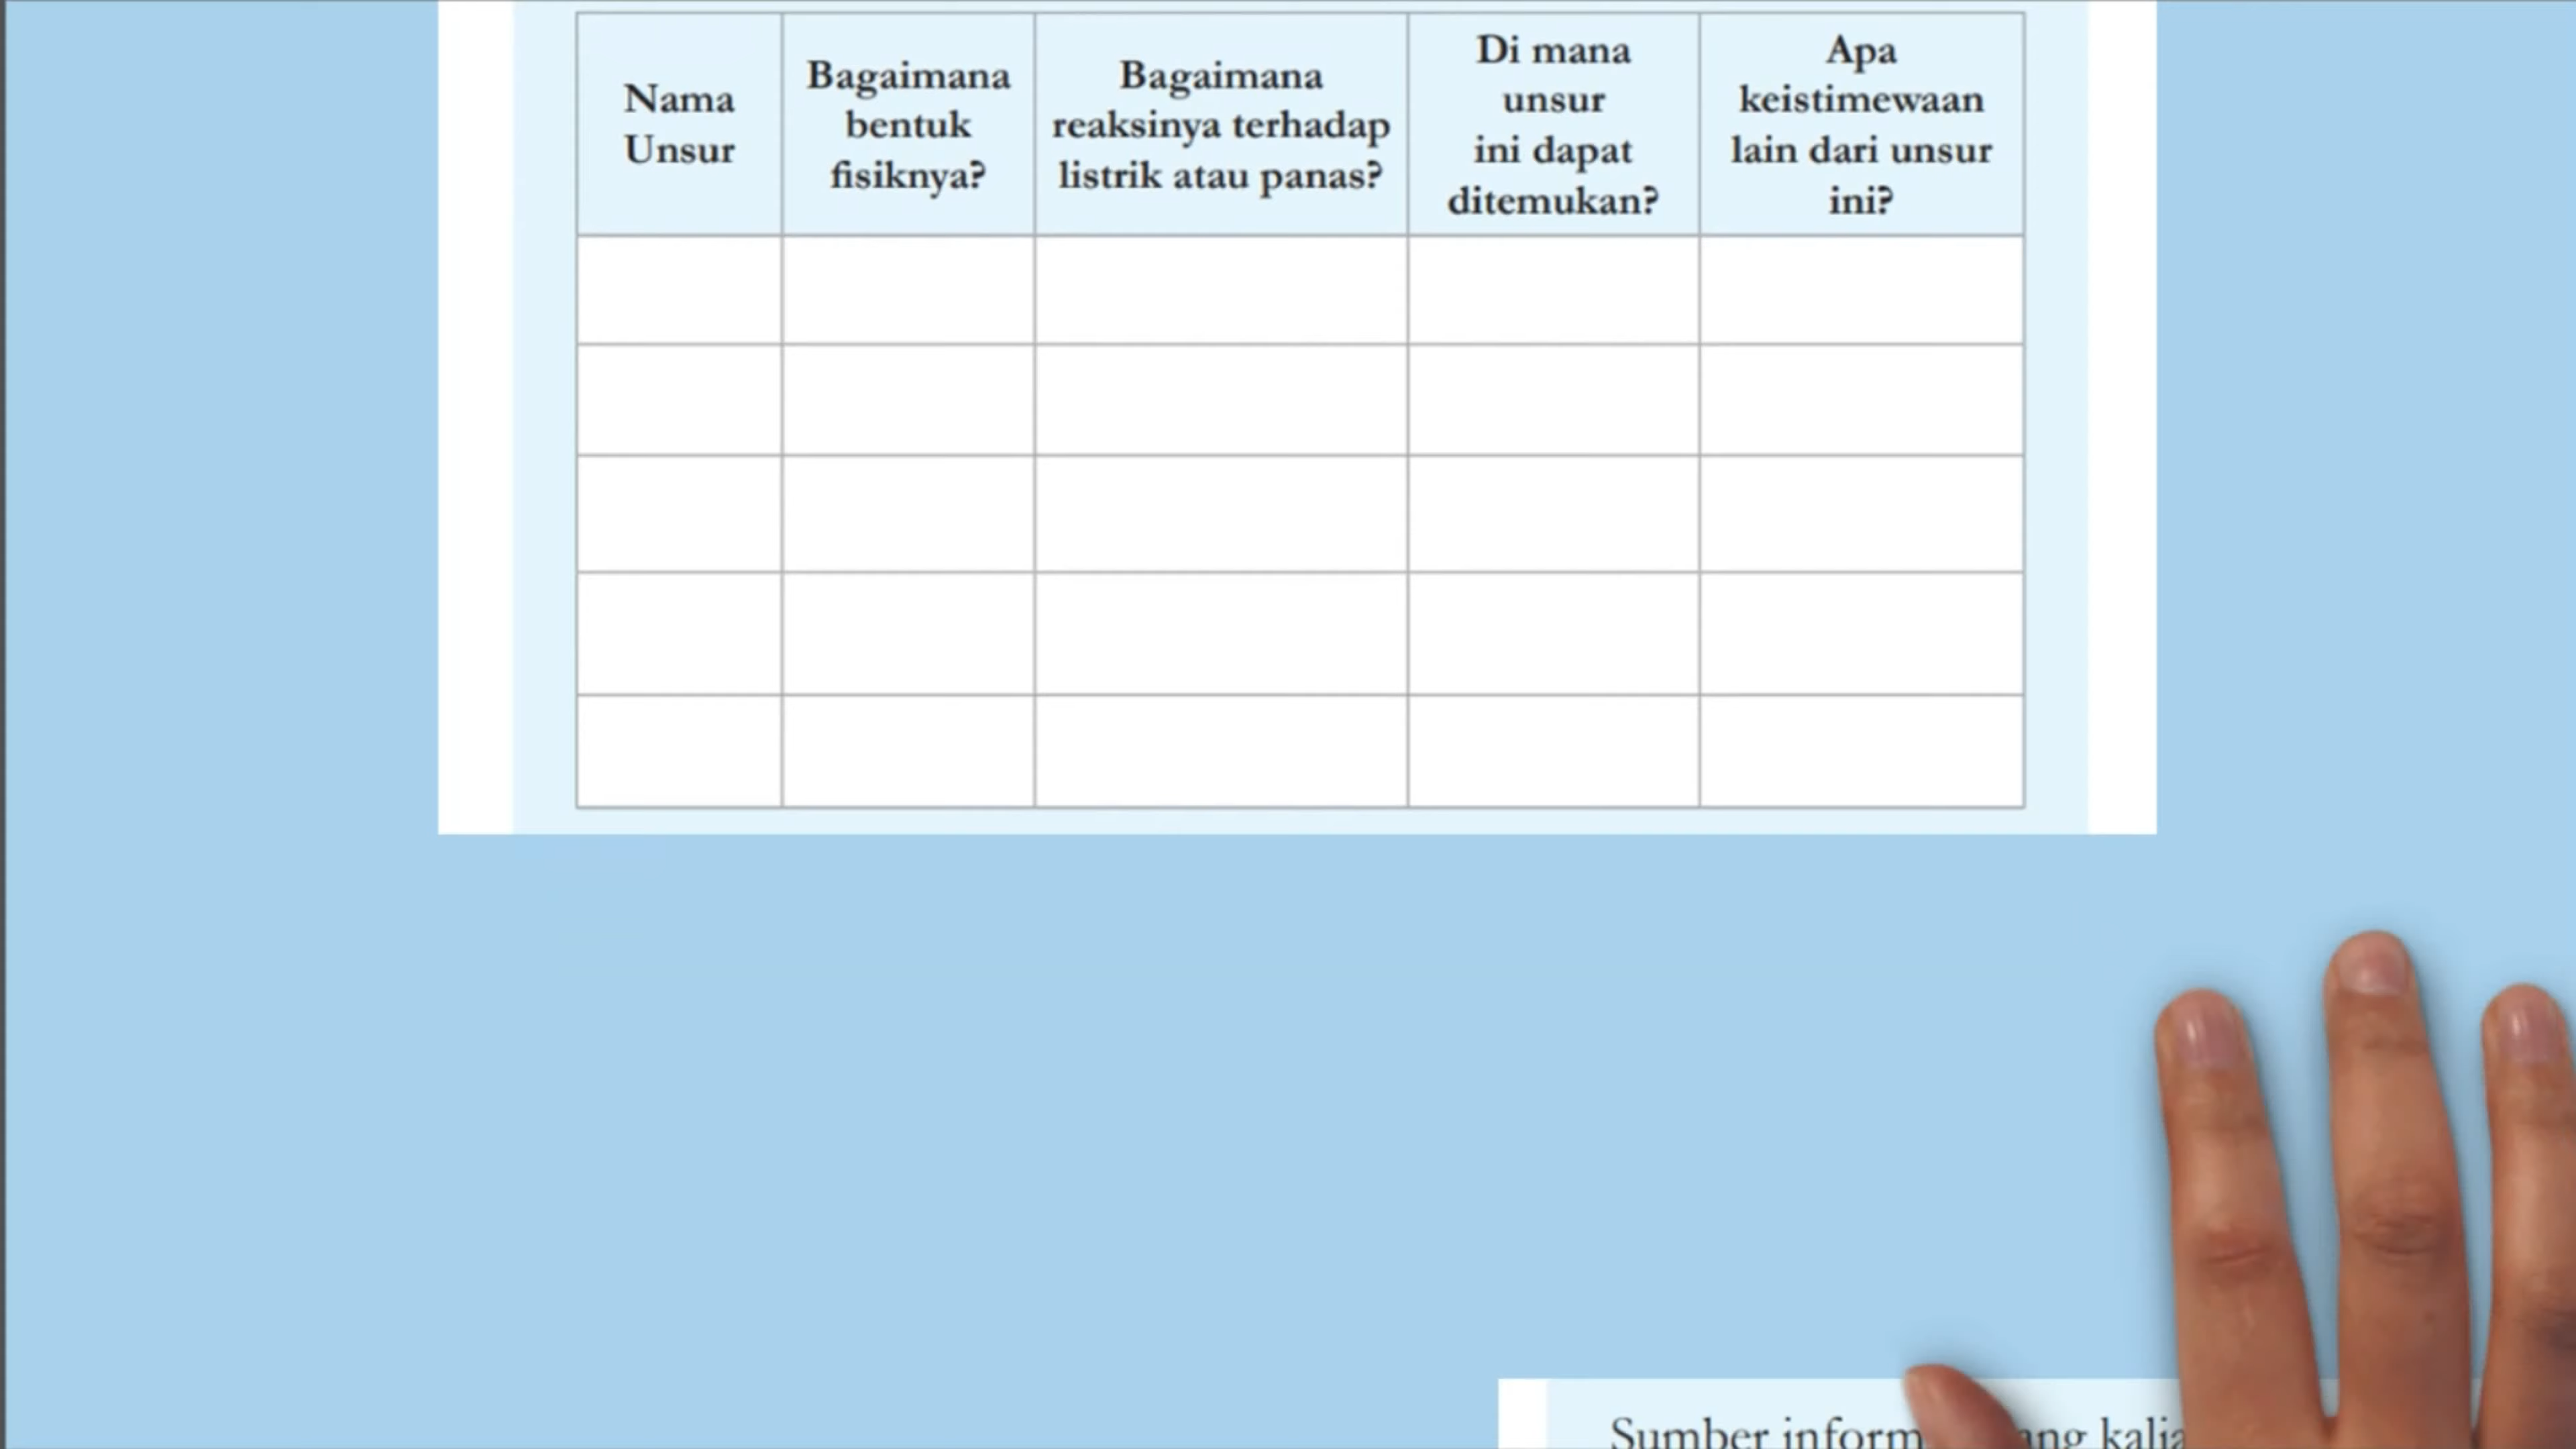 Nama
Unsur
Bagaimana
bentuk
fisiknya?
Bagaimana
reaksinya terhadap
listrik atau panas?
Di mana
unsur
ini dapat
ditemukan?
Apa
keistimewaan
lain dari unsur
ini?
Sumber